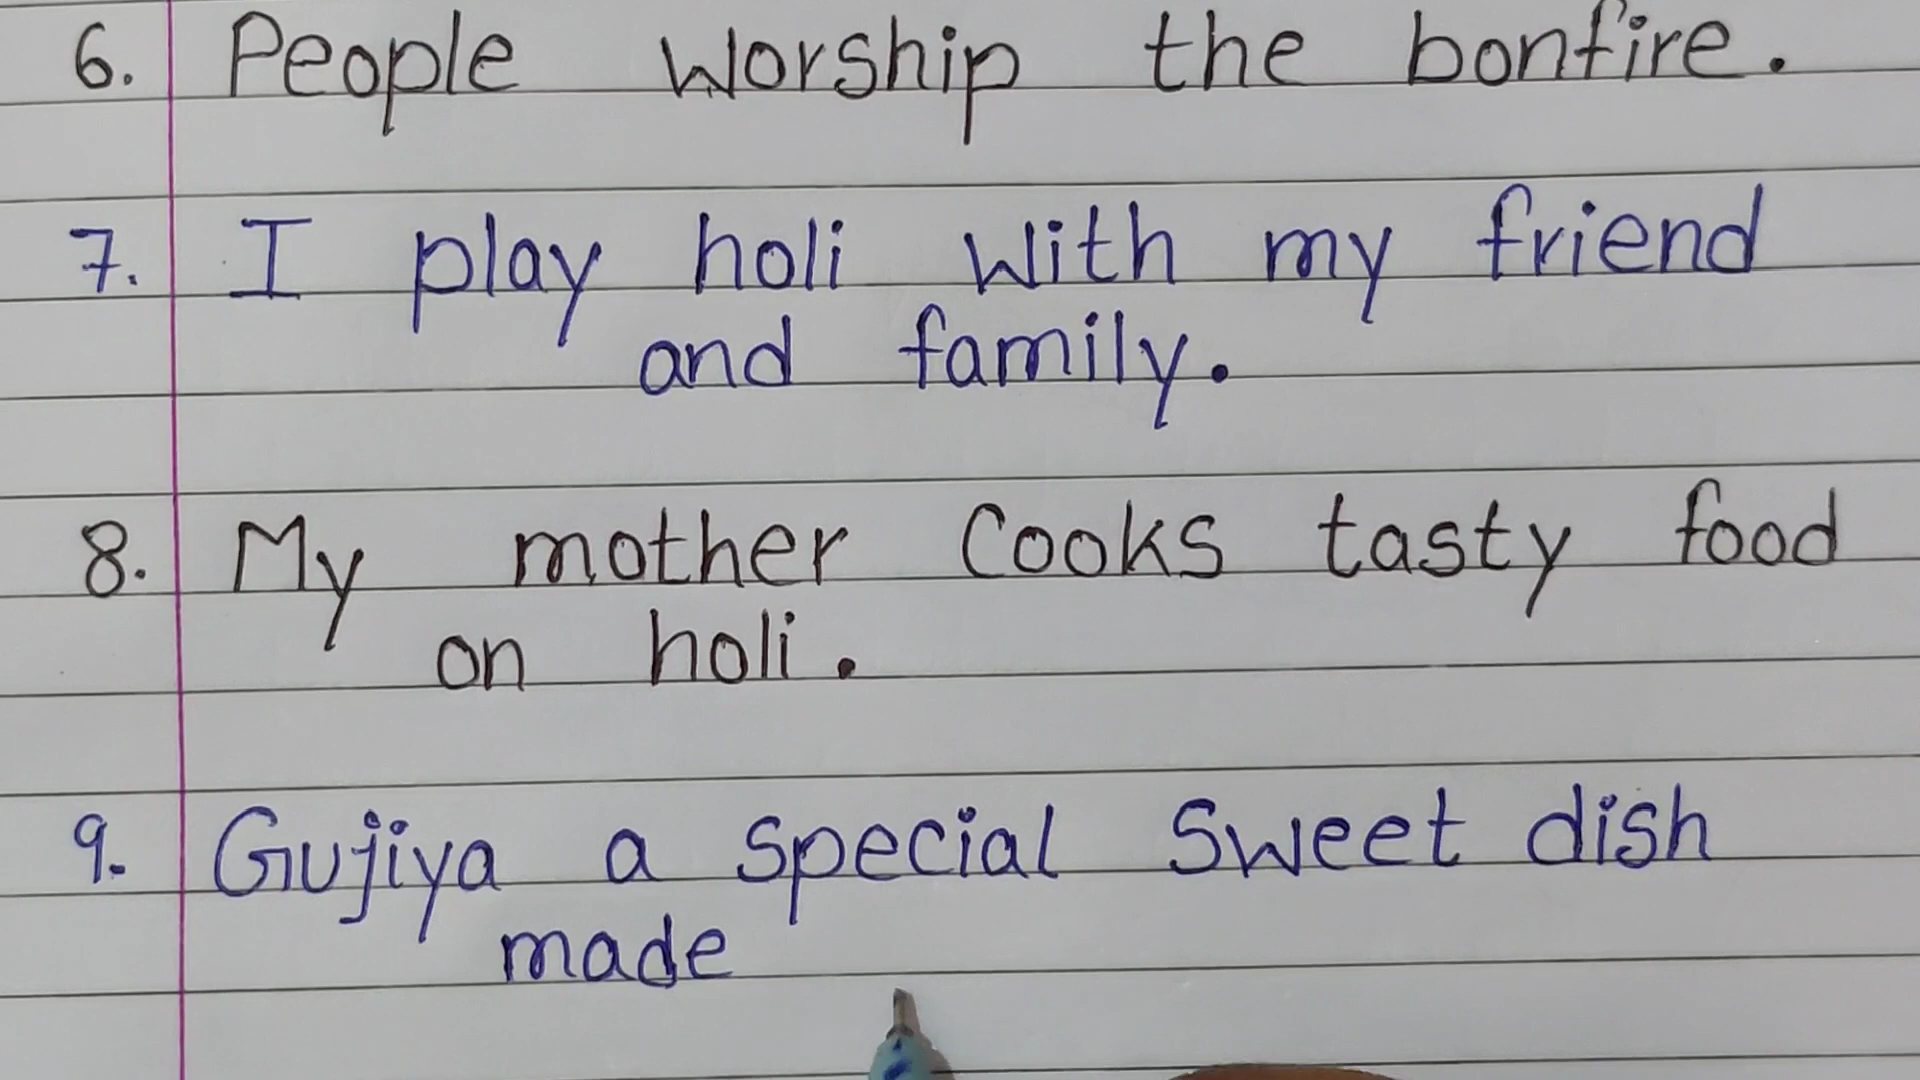 6. People worship the bonfire.
7. I play holi with my friend
and family.
8. My mother Cooks tasty food
on holi.
9. Gujiya a special sweet dish
made